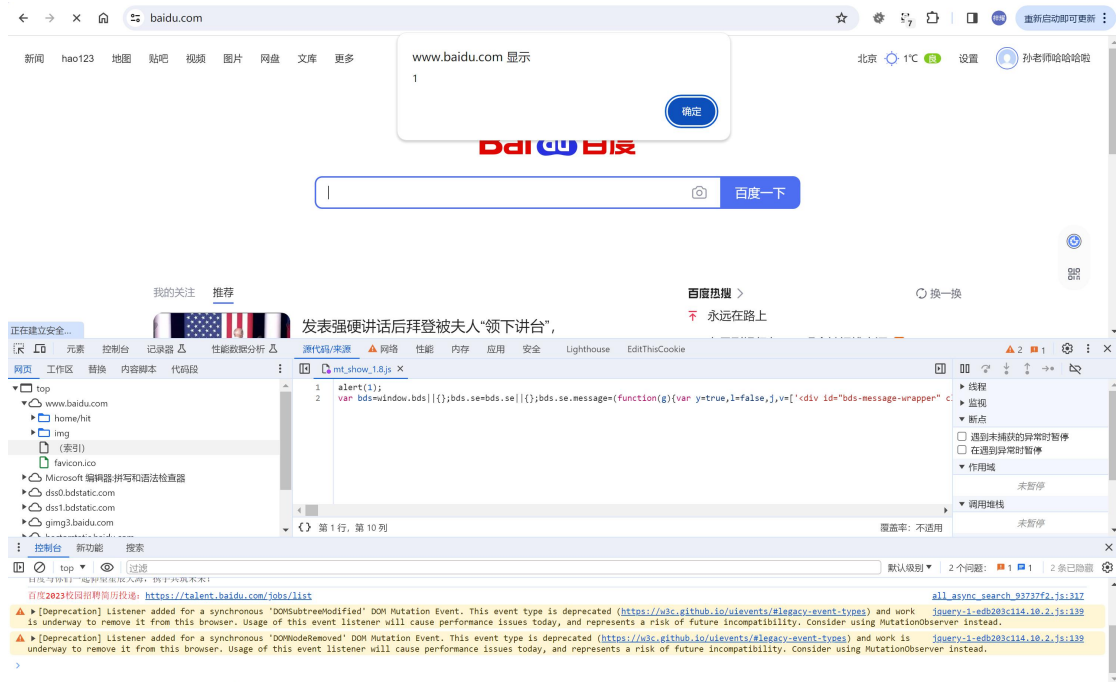 baidu.com
7
重新启动即可更新
新闻 hao123 地图 贴吧 视频 图片 网盘 文库 更多
www.baidu.com 显示
1
确定
北京 1℃ 良 设置 孙老师哈哈哈啦
Bai du 百度
百度一下
我的关注 推荐
百度热搜
换一换
永远在路上
发表强硬讲话后拜登被夫人“领下讲台”,
正在建立安全...
元素 控制台 记录器 性能数据分析 源代码/来源 网络 性能 内存 应用 安全 Lighthouse EditThisCookie 2 1
网页 工作区 替换 内容脚本 代码段
mt_show_1.8.js
top
www.baidu.com
home/hit
img
(索引)
favicon.ico
Microsoft 编辑器:拼写和语法检查器
dss0.bdstatic.com
dss1.bdstatic.com
gimg3.baidu.com
1 alert(1);
2 var bds=window.bds||{};bds.se=bds.se||{};bds.se.message=(function(g){var y=true,l=false,j,v=['<div id="bds-message-wrapper" c
{} 第 1 行,第 10 列
覆盖率: 不适用
线程
监视
断点
遇到未捕获的异常时暂停
在遇到异常时暂停
作用域
未暂停
调用堆栈
未暂停
控制台 新功能 搜索
top 过滤 默认级别 2 个问题: 1 1 2 条已隐藏
百度2023校园招聘简历投递: https://talent.baidu.com/jobs/list all_async_search_93737f2.js:317
[Deprecation] Listener added for a synchronous 'DOMSubtreeModified' DOM Mutation Event. This event type is deprecated (https://w3c.github.io/uievents/#legacy-event-types) and work jquery-1-edb203c114.10.2.js:139
is underway to remove it from this browser. Usage of this event listener will cause performance issues today, and represents a risk of future incompatibility. Consider using MutationObserver instead.
[Deprecation] Listener added for a synchronous 'DOMNodeRemoved' DOM Mutation Event. This event type is deprecated (https://w3c.github.io/uievents/#legacy-event-types) and work is jquery-1-edb203c114.10.2.js:139
underway to remove it from this browser. Usage of this event listener will cause performance issues today, and represents a risk of future incompatibility. Consider using MutationObserver instead.